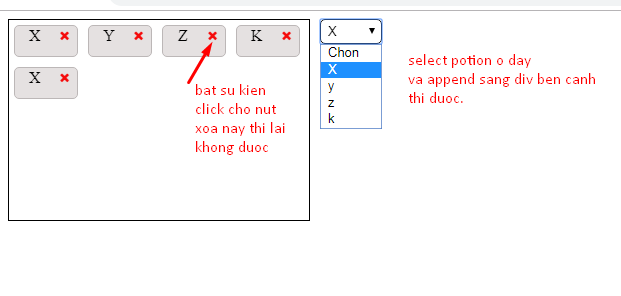 X Y Z K
X
X
Chon
X
y
z
k
bat su kien
click cho nut
xoa nay thi lai
khong duoc
select potion o day
va append sang div ben canh
thi duoc.